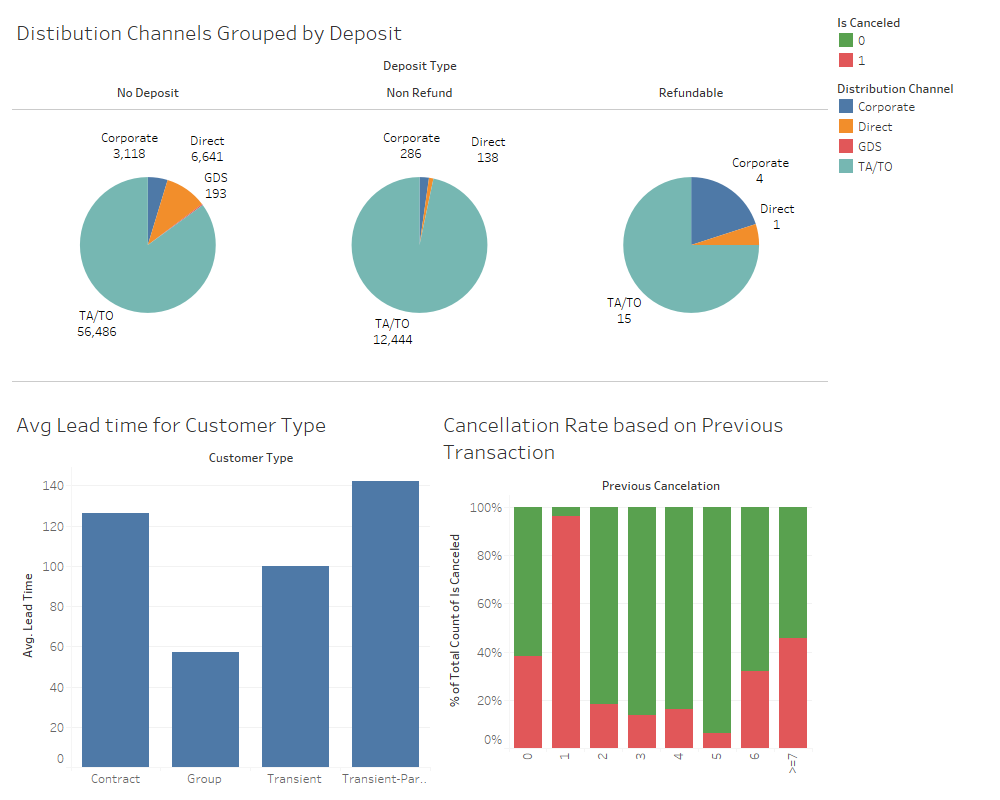 Distibution Channels Grouped by Deposit
Deposit Type
No Deposit
Non Refund
Refundable
Corporate
3,118
Direct
6,641
GDS
193
TA/TO
56,486
Corporate
286
Direct
138
TA/TO
12,444
Corporate
4
Direct
1
TA/TO
15
Is Canceled
0
1
Distribution Channel
Corporate
Direct
GDS
TA/TO
Avg Lead time for Customer Type
Customer Type
Avg. Lead Time
140
120
100
80
60
40
20
0
Contract
Group
Transient
Transient-Par..
Cancellation Rate based on Previous
Transaction
Previous Cancelation
% of Total Count of Is Canceled
100%
80%
60%
40%
20%
0%
0
1
2
3
4
5
6
>=7